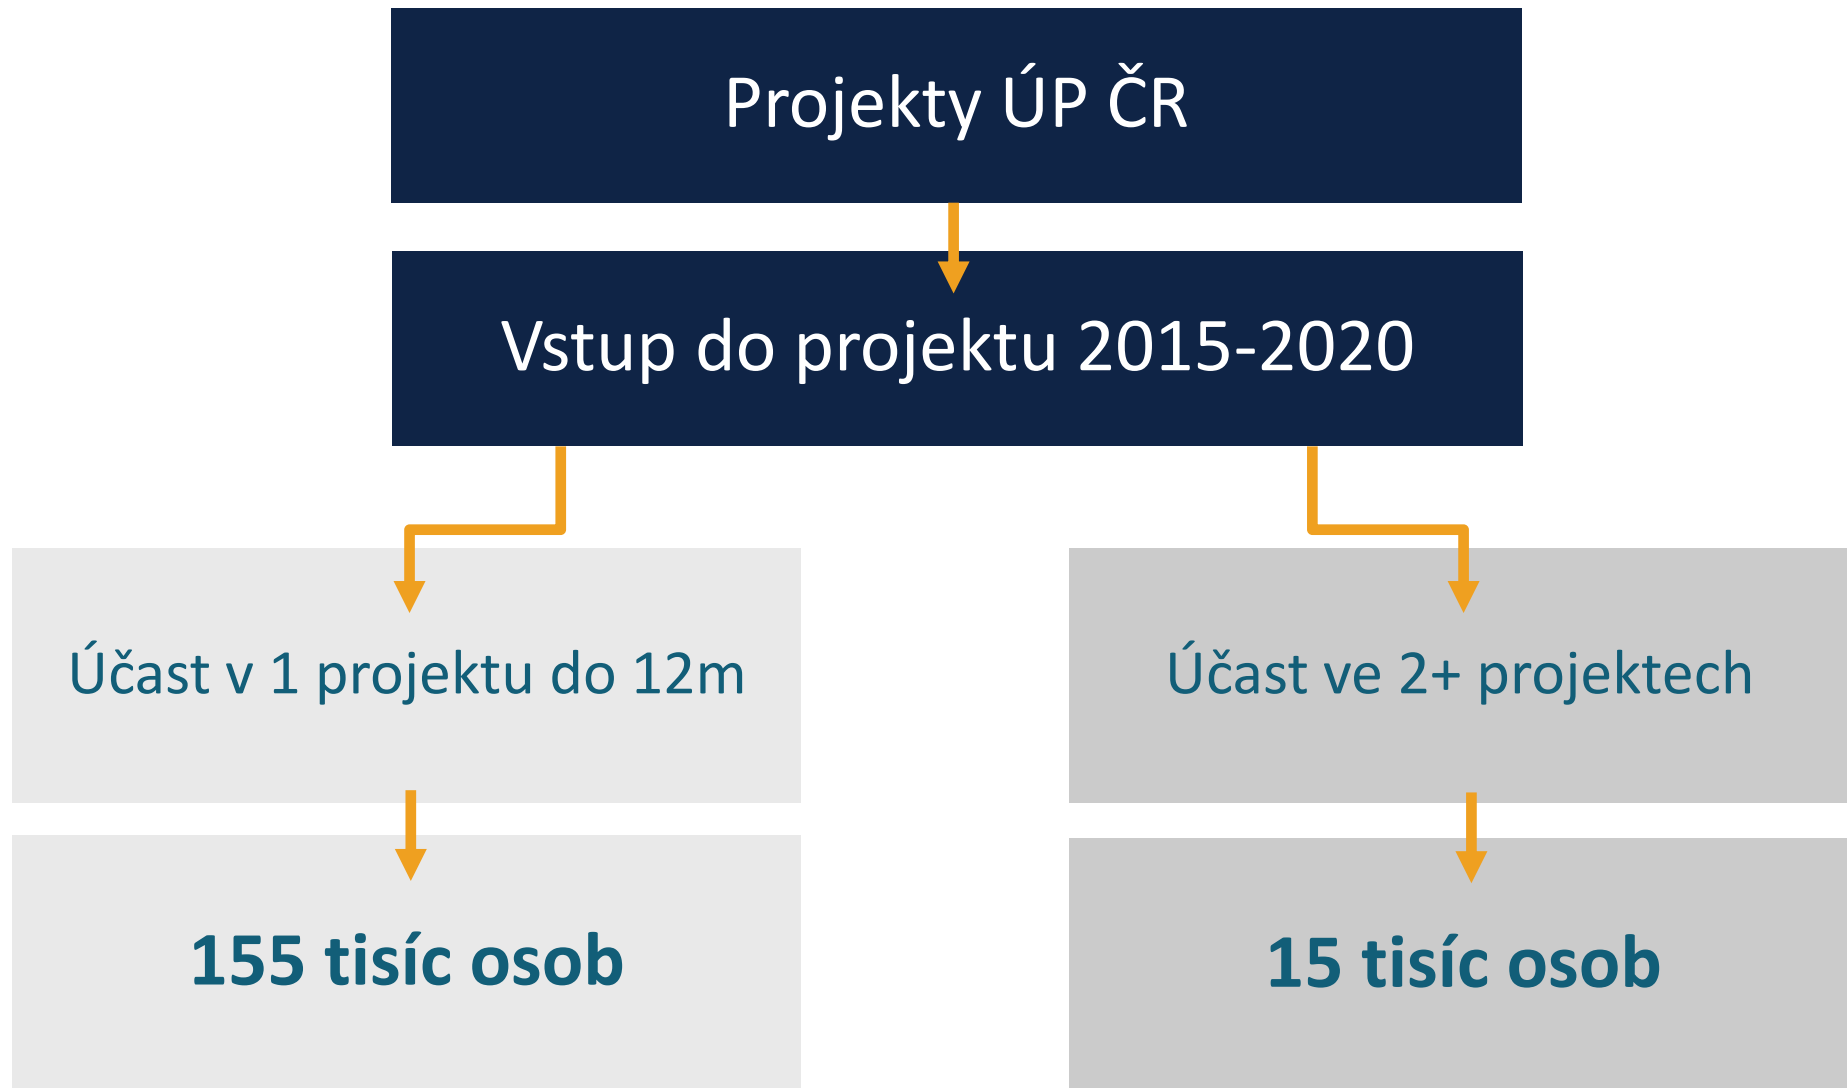 Projekty ÚP ČR
Vstup do projektu 2015-2020
Účast v 1 projektu do 12m
Účast ve 2+ projektech
155 tisíc osob
15 tisíc osob